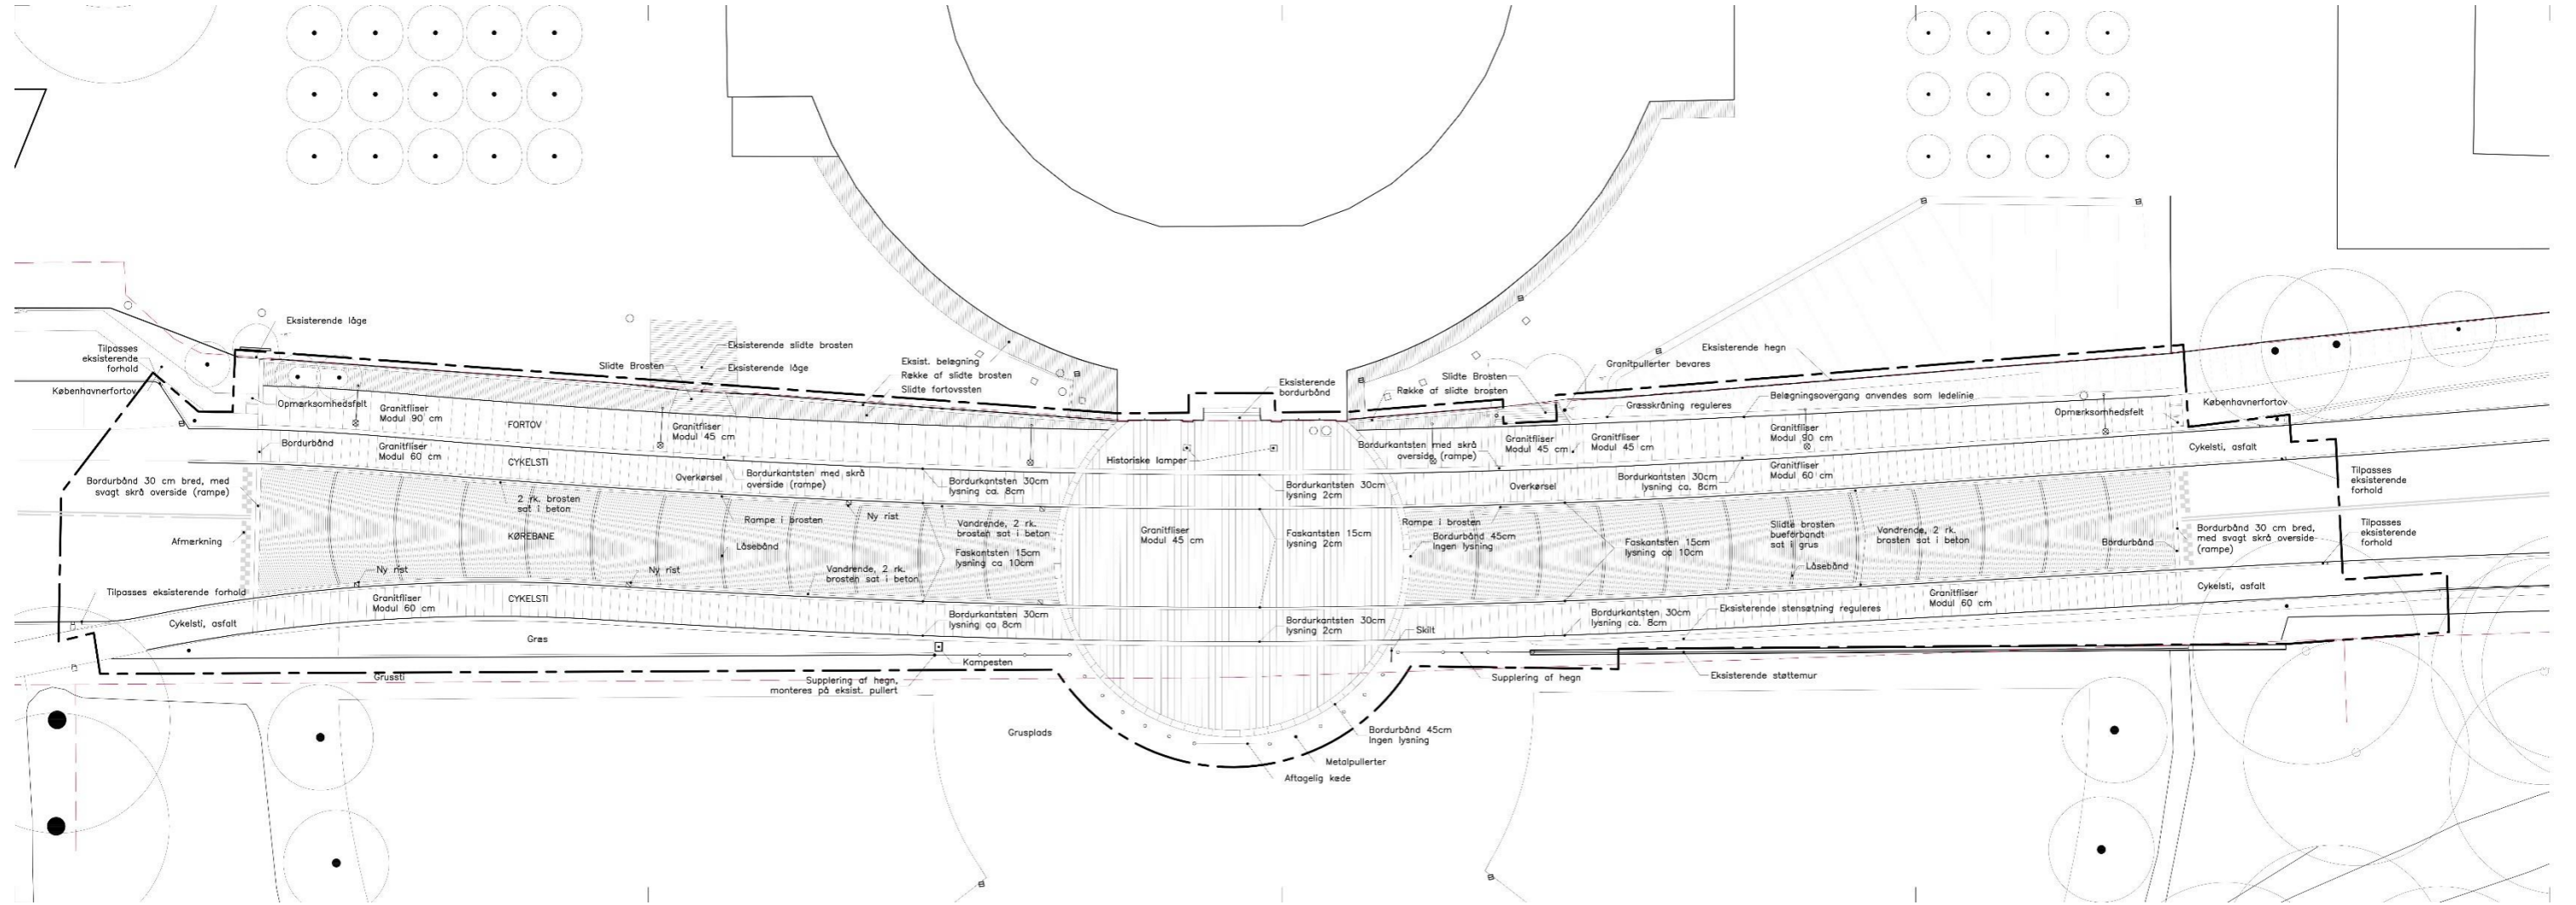 Eksisterende låge
Tilpasses
eksisterende
forhold
Københavnerfortov
Opmærksomhedsfelt
Bordurbånd
Granitfliser
Modul 90 cm
FORTOV
Granitfliser
Modul 60 cm
CYKELSTI
Slidte Brosten
Eksisterende slidte brosten
Eksisterende låge
Granitfliser
Modul 45 cm
Eksist. belægning
Række af slidte brosten
Slidte fortovssten
Overkørsel
Bordurkantsten med skrå
overside (rampe)
Bordurkantsten 30cm
lysning ca. 8cm
Bordurbånd 30 cm bred, med
svagt skrå overside (rampe)
2 rk. brosten
sat i beton
Rampe i brosten
Ny rist
Vandrende, 2 rk.
brosten sat i beton
Afmærkning
KØREBANE
Låsebånd
Faskantsten 15cm
lysning ca 10cm
Ny rist
Ny rist
Vandrende, 2 rk.
brosten sat i beton
Tilpasses eksisterende forhold
Granitfliser
Modul 60 cm
CYKELSTI
Cykelsti, asfalt
Bordurkantsten 30cm
lysning ca 8cm
Græs
Kampesten
Grussti
Supplering af hegn,
monteres på eksist. pullert
Grusplads
Eksisterende
bordurbånd
Historiske lamper
Bordurkantsten 30cm
lysning 2cm
Granitfliser
Modul 45 cm
Faskantsten 15cm
lysning 2cm
Bordurkantsten 30cm
lysning 2cm
Bordurbånd 45cm
Ingen lysning
Metalpullerter
Aftagelig kæde
Skilt
Supplering af hegn
Eksisterende hegn
Granitpullerter bevares
Slidte Brosten
Række af slidte brosten
Græsskråning reguleres
Belægningsovergang anvendes som ledelinie
Opmærksomhedsfelt
Københavnerfortov
Bordurkantsten med skrå
overside (rampe)
Granitfliser
Modul 45 cm
Granitfliser
Modul 45 cm
Granitfliser
Modul 90 cm
Cykelsti, asfalt
Overkørsel
Bordurkantsten 30cm
lysning ca. 8cm
Granitfliser
Modul 60 cm
Tilpasses
eksisterende
forhold
Rampe i brosten
Bordurbånd 45cm
Ingen lysning
Faskantsten 15cm
lysning ca 10cm
Slidte brosten
bueforbandt
sat i grus
Vandrende, 2 rk.
brosten sat i beton
Låsebånd
Bordurbånd
Bordurbånd 30 cm bred,
med svagt skrå overside
(rampe)
Tilpasses
eksisterende
forhold
Cykelsti, asfalt
Granitfliser
Modul 60 cm
Bordurkantsten 30cm
lysning ca. 8cm
Eksisterende stensætning reguleres
Eksisterende støttemur